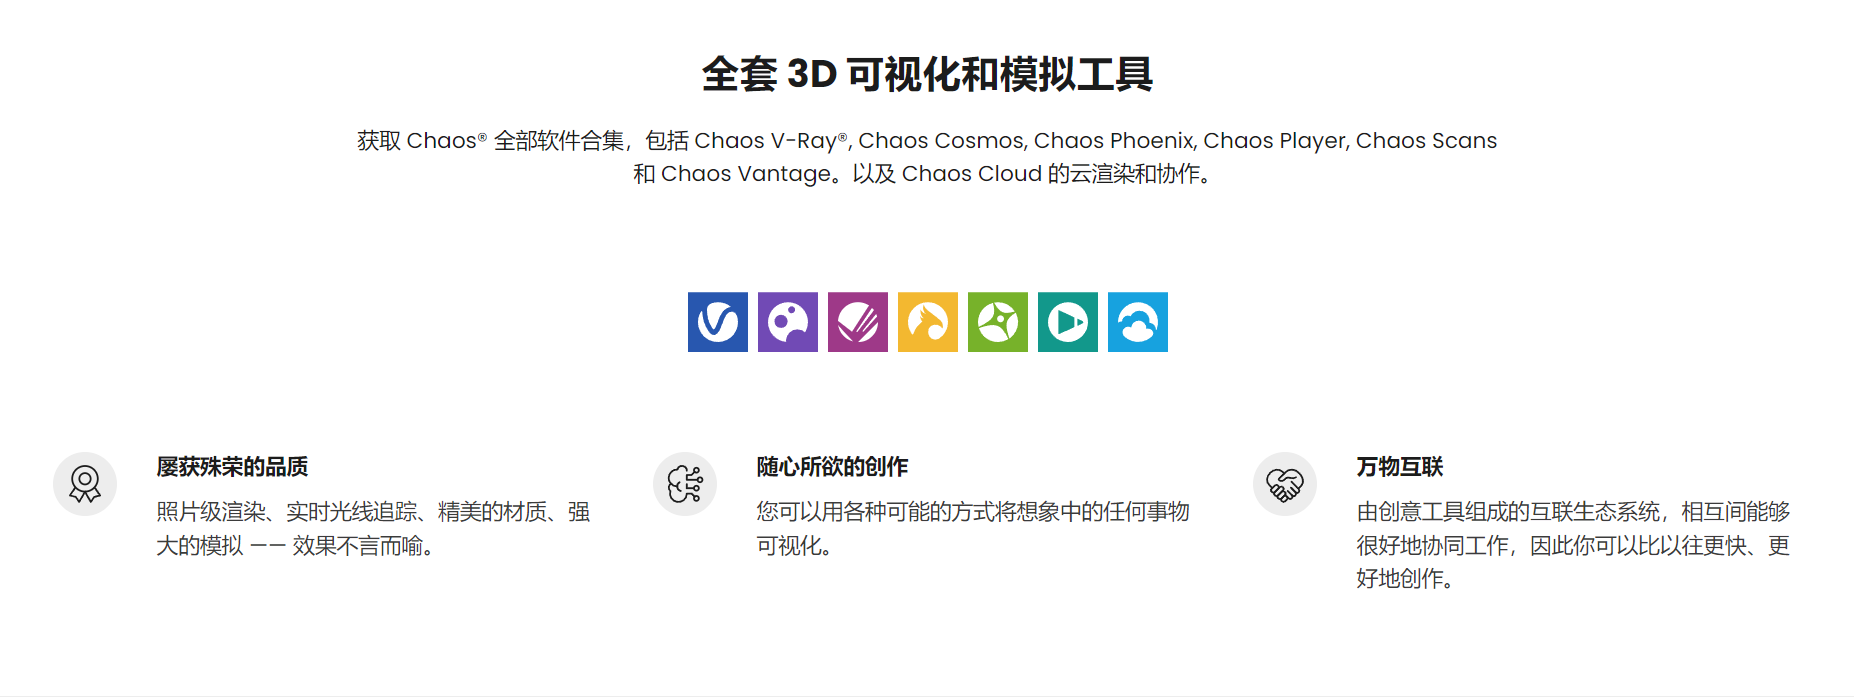 全套 3D 可视化和模拟工具
获取 Chaos® 全部软件合集，包括 Chaos V-Ray®, Chaos Cosmos, Chaos Phoenix, Chaos Player, Chaos Scans
和 Chaos Vantage。以及 Chaos Cloud 的云渲染和协作。
屡获殊荣的品质
照片级渲染、实时光线追踪、精美的材质、强
大的模拟 —— 效果不言而喻。
随心所欲的创作
您可以用各种可能的方式将想象中的任何事物
可视化。
万物互联
由创意工具组成的互联生态系统，相互间能够
很好地协同工作，因此你可以比以往更快、更
好地创作。